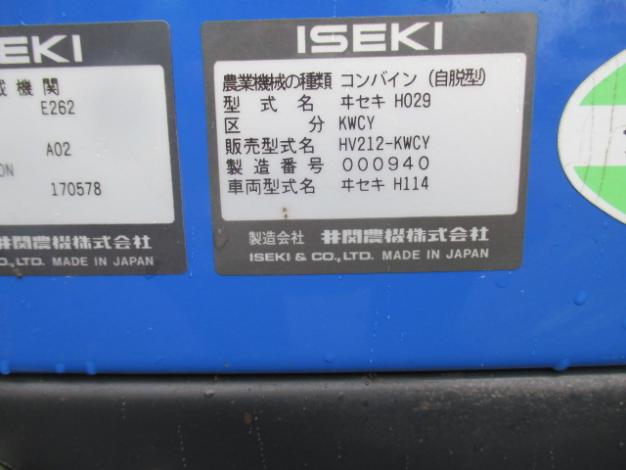 SEKI
載機関
E262
A02
ON
170578
井関農機株式会社
O.,LTD. MADE IN JAPAN
ISEKI
農業機械の種類 コンバイン(自脱型)
型式名 ヰセキ H029
区分 KWCY
販売型式名 HV212-KWCY
製造番号 000940
車両型式名 ヰセキ H114
製造会社 井関農機株式会社
ISEKI & CO.,LTD. MADE IN JAPAN